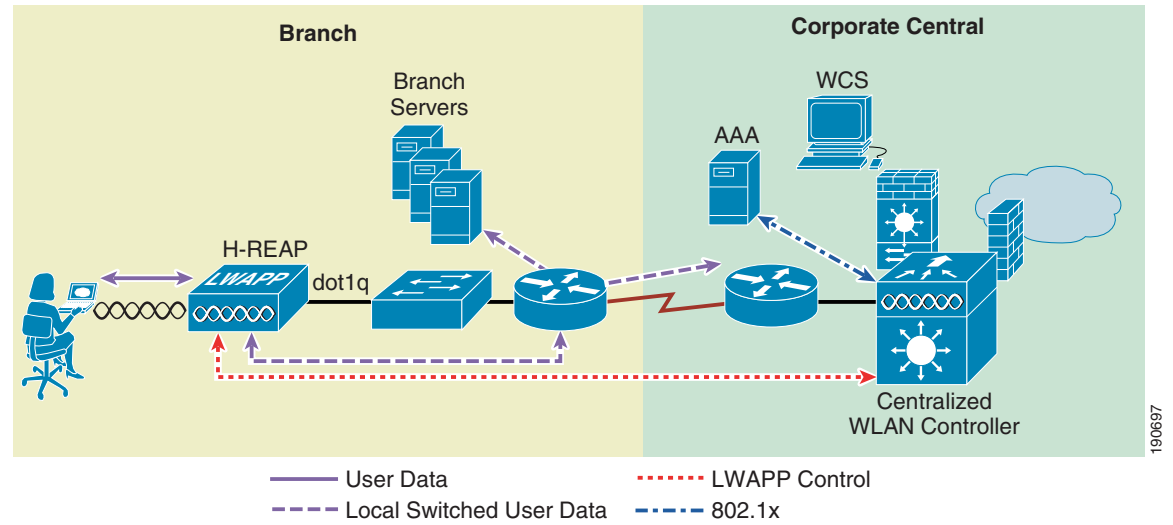 Branch
Corporate Central
Branch
Servers
WCS
AAA
H-REAP
LWAPP
dot1q
Centralized
WLAN Controller
190697
User Data
LWAPP Control
Local Switched User Data
802.1x